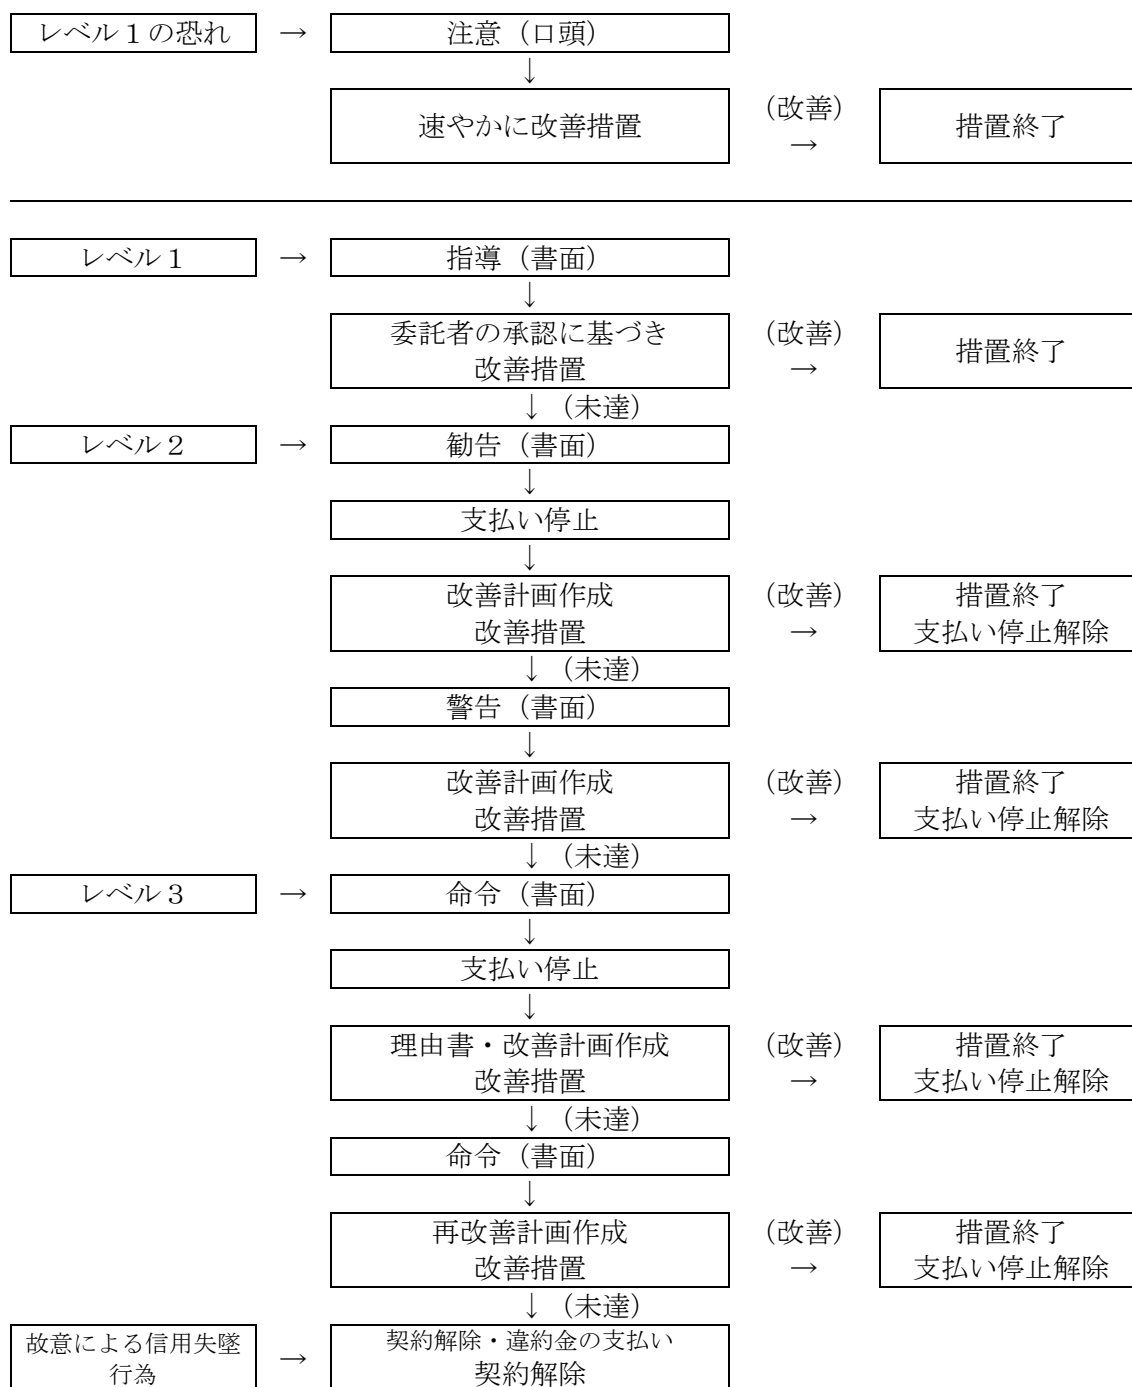 レベル１の恐れ → 注意（口頭）
↓
速やかに改善措置 （改善） → 措置終了
レベル１ → 指導（書面）
↓
委託者の承認に基づき
改善措置 （改善） → 措置終了
↓（未達）
レベル２ → 勧告（書面）
↓
支払い停止
↓
改善計画作成 （改善） 措置終了
改善措置 → 支払い停止解除
↓（未達）
警告（書面）
↓
改善計画作成 （改善） 措置終了
改善措置 → 支払い停止解除
↓（未達）
レベル３ → 命令（書面）
↓
支払い停止
↓
理由書・改善計画作成 （改善） 措置終了
改善措置 → 支払い停止解除
↓（未達）
命令（書面）
↓
再改善計画作成 （改善） 措置終了
改善措置 → 支払い停止解除
↓（未達）
故意による信用失墜 → 契約解除・違約金の支払い
行為 契約解除